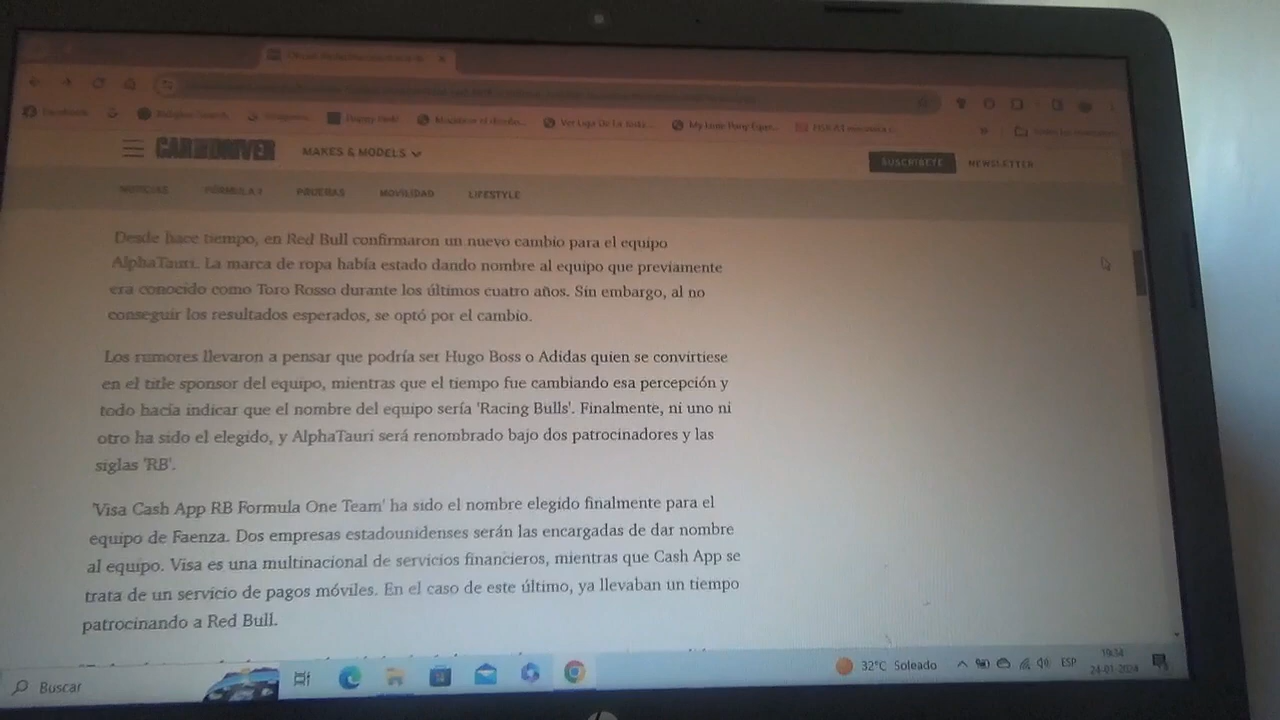 Facebook
My Little Pony Tiger...
CAR AND DRIVER
MAKES & MODELS
SUSCRÍBETE
NEWSLETTER
NOTICIAS
FÓRMULA 1
PRUEBAS
MOVILIDAD
LIFESTYLE
Desde hace tiempo, en Red Bull confirmaron un nuevo cambio para el equipo
AlphaTauri. La marca de ropa había estado dando nombre al equipo que previamente
era conocido como Toro Rosso durante los últimos cuatro años. Sin embargo, al no
conseguir los resultados esperados, se optó por el cambio.
Los rumores llevaron a pensar que podría ser Hugo Boss o Adidas quien se convirtiese
en el title sponsor del equipo, mientras que el tiempo fue cambiando esa percepción y
todo hacía indicar que el nombre del equipo sería 'Racing Bulls'. Finalmente, ni uno ni
otro ha sido el elegido, y AlphaTauri será renombrado bajo dos patrocinadores y las
siglas 'RB'.
'Visa Cash App RB Formula One Team' ha sido el nombre elegido finalmente para el
equipo de Faenza. Dos empresas estadounidenses serán las encargadas de dar nombre
al equipo. Visa es una multinacional de servicios financieros, mientras que Cash App se
trata de un servicio de pagos móviles. En el caso de este último, ya llevaban un tiempo
patrocinando a Red Bull.
Buscar
32°C Soleado
ESP
24-01-2024